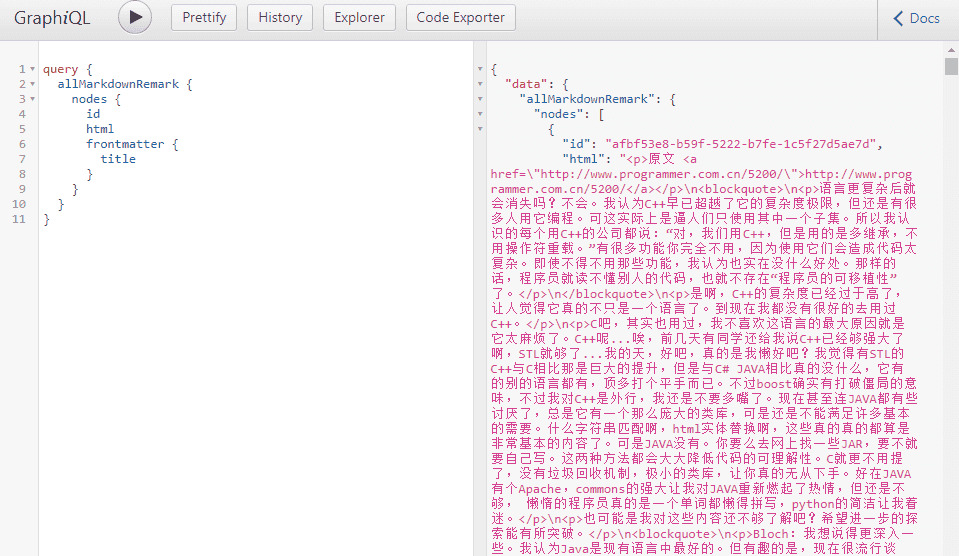 GraphiQL Prettify History Explorer Code Exporter Docs
1 query {
2 allMarkdownRemark {
3 nodes {
4 id
5 html
6 frontmatter {
7 title
8 }
9 }
10 }
11 }
{
"data": {
"allMarkdownRemark": {
"nodes": [
{
"id": "afbf53e8-b59f-5222-b7fe-1c5f27d5ae7d",
"html": "<p>原文 <a
href=\"http://www.programmer.com.cn/5200/\">http://www.prog
rammer.com.cn/5200/</a></p>\n<blockquote>\n<p>语言更复杂后就
会消失吗？不会。我认为C++早已超越了它的复杂度极限，但还是有很
多人用它编程。可这实际上是逼人们只使用其中一个子集。所以我认
识的每个用C++的公司都说：“对，我们用C++，但是用的是多继承，不
用操作符重载。”有很多功能你完全不用，因为使用它们会造成代码太
复杂。即使不得不用那些功能，我认为也实在没什么好处。那样的
话，程序员就读不懂别人的代码，也就不存在“程序员的可移植性”
了。</p>\n</blockquote>\n<p>是啊，C++的复杂度已经过于高了，
让人觉得它真的不只是一个语言了。到现在我都没有很好的去用过
C++。</p>\n<p>C吧，其实也用过，我不喜欢这语言的最大原因就是
它太麻烦了。C++呢...唉，前几天有同学还给我说C++已经够强大了
啊，STL就够了...我的天，好吧，真的是我懒好吧？我觉得有STL的
C++与C相比那是巨大的提升，但是与C# JAVA相比真的没什么，它有
的别的语言都有，顶多打个平手而已。不过boost确实有打破僵局的意
味，不过我对C++是外行，我还是不要多嘴了。现在甚至连JAVA都有些
讨厌了，总是它有一个那么庞大的类库，可是还是不能满足许多基本
的需要。什么字符串匹配啊，html实体替换啊，这些真的真的都算是
非常基本的内容了。可是JAVA没有。你要么去网上找一些JAR，要不就
要自己写。这两种方法都会大大降低代码的可理解性。C就更不用提
了，没有垃圾回收机制，极小的类库，让你真的无从下手。好在JAVA
有个Apache，commons的强大让我对JAVA重新燃起了热情，但还是不
够， 懒惰的程序员真的是一个单词都懒得拼写，python的简洁让我着
迷。</p>\n<p>也可能是我对这些内容还不够了解吧？希望进一步的探
索能有所突破。</p>\n<blockquote>\n<p>Bloch：我想说得更深入一
些。我认为Java是现有语言中最好的。但有趣的是，现在很流行谈